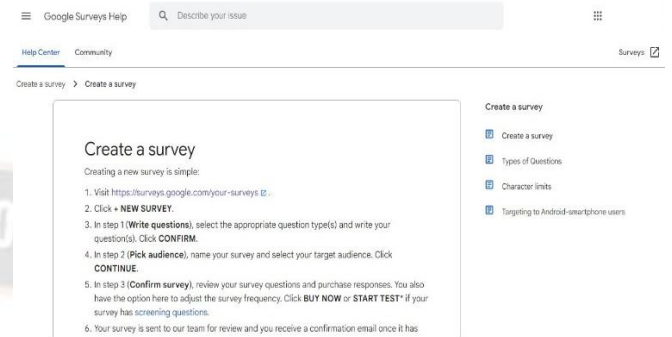 Google Surveys Help
Describe your issue
Help Center
Community
Surveys
Create a survey > Create a survey
Create a survey
Creating a new survey is simple:
1. Visit https://surveys.google.com/your-surveys.
2. Click + NEW SURVEY.
3. In step 1 (Write questions), select the appropriate question type(s) and write your
question(s). Click CONFIRM.
4. In step 2 (Pick audience), name your survey and select your target audience. Click
CONTINUE.
5. In step 3 (Confirm survey), review your survey questions and purchase responses. You also
have the option here to adjust the survey frequency. Click BUY NOW or START TEST* if your
survey has screening questions.
6. Your survey is sent to our team for review and you receive a confirmation email once it has
Create a survey
Create a survey
Types of Questions
Character limits
Targeting to Android-smartphone users